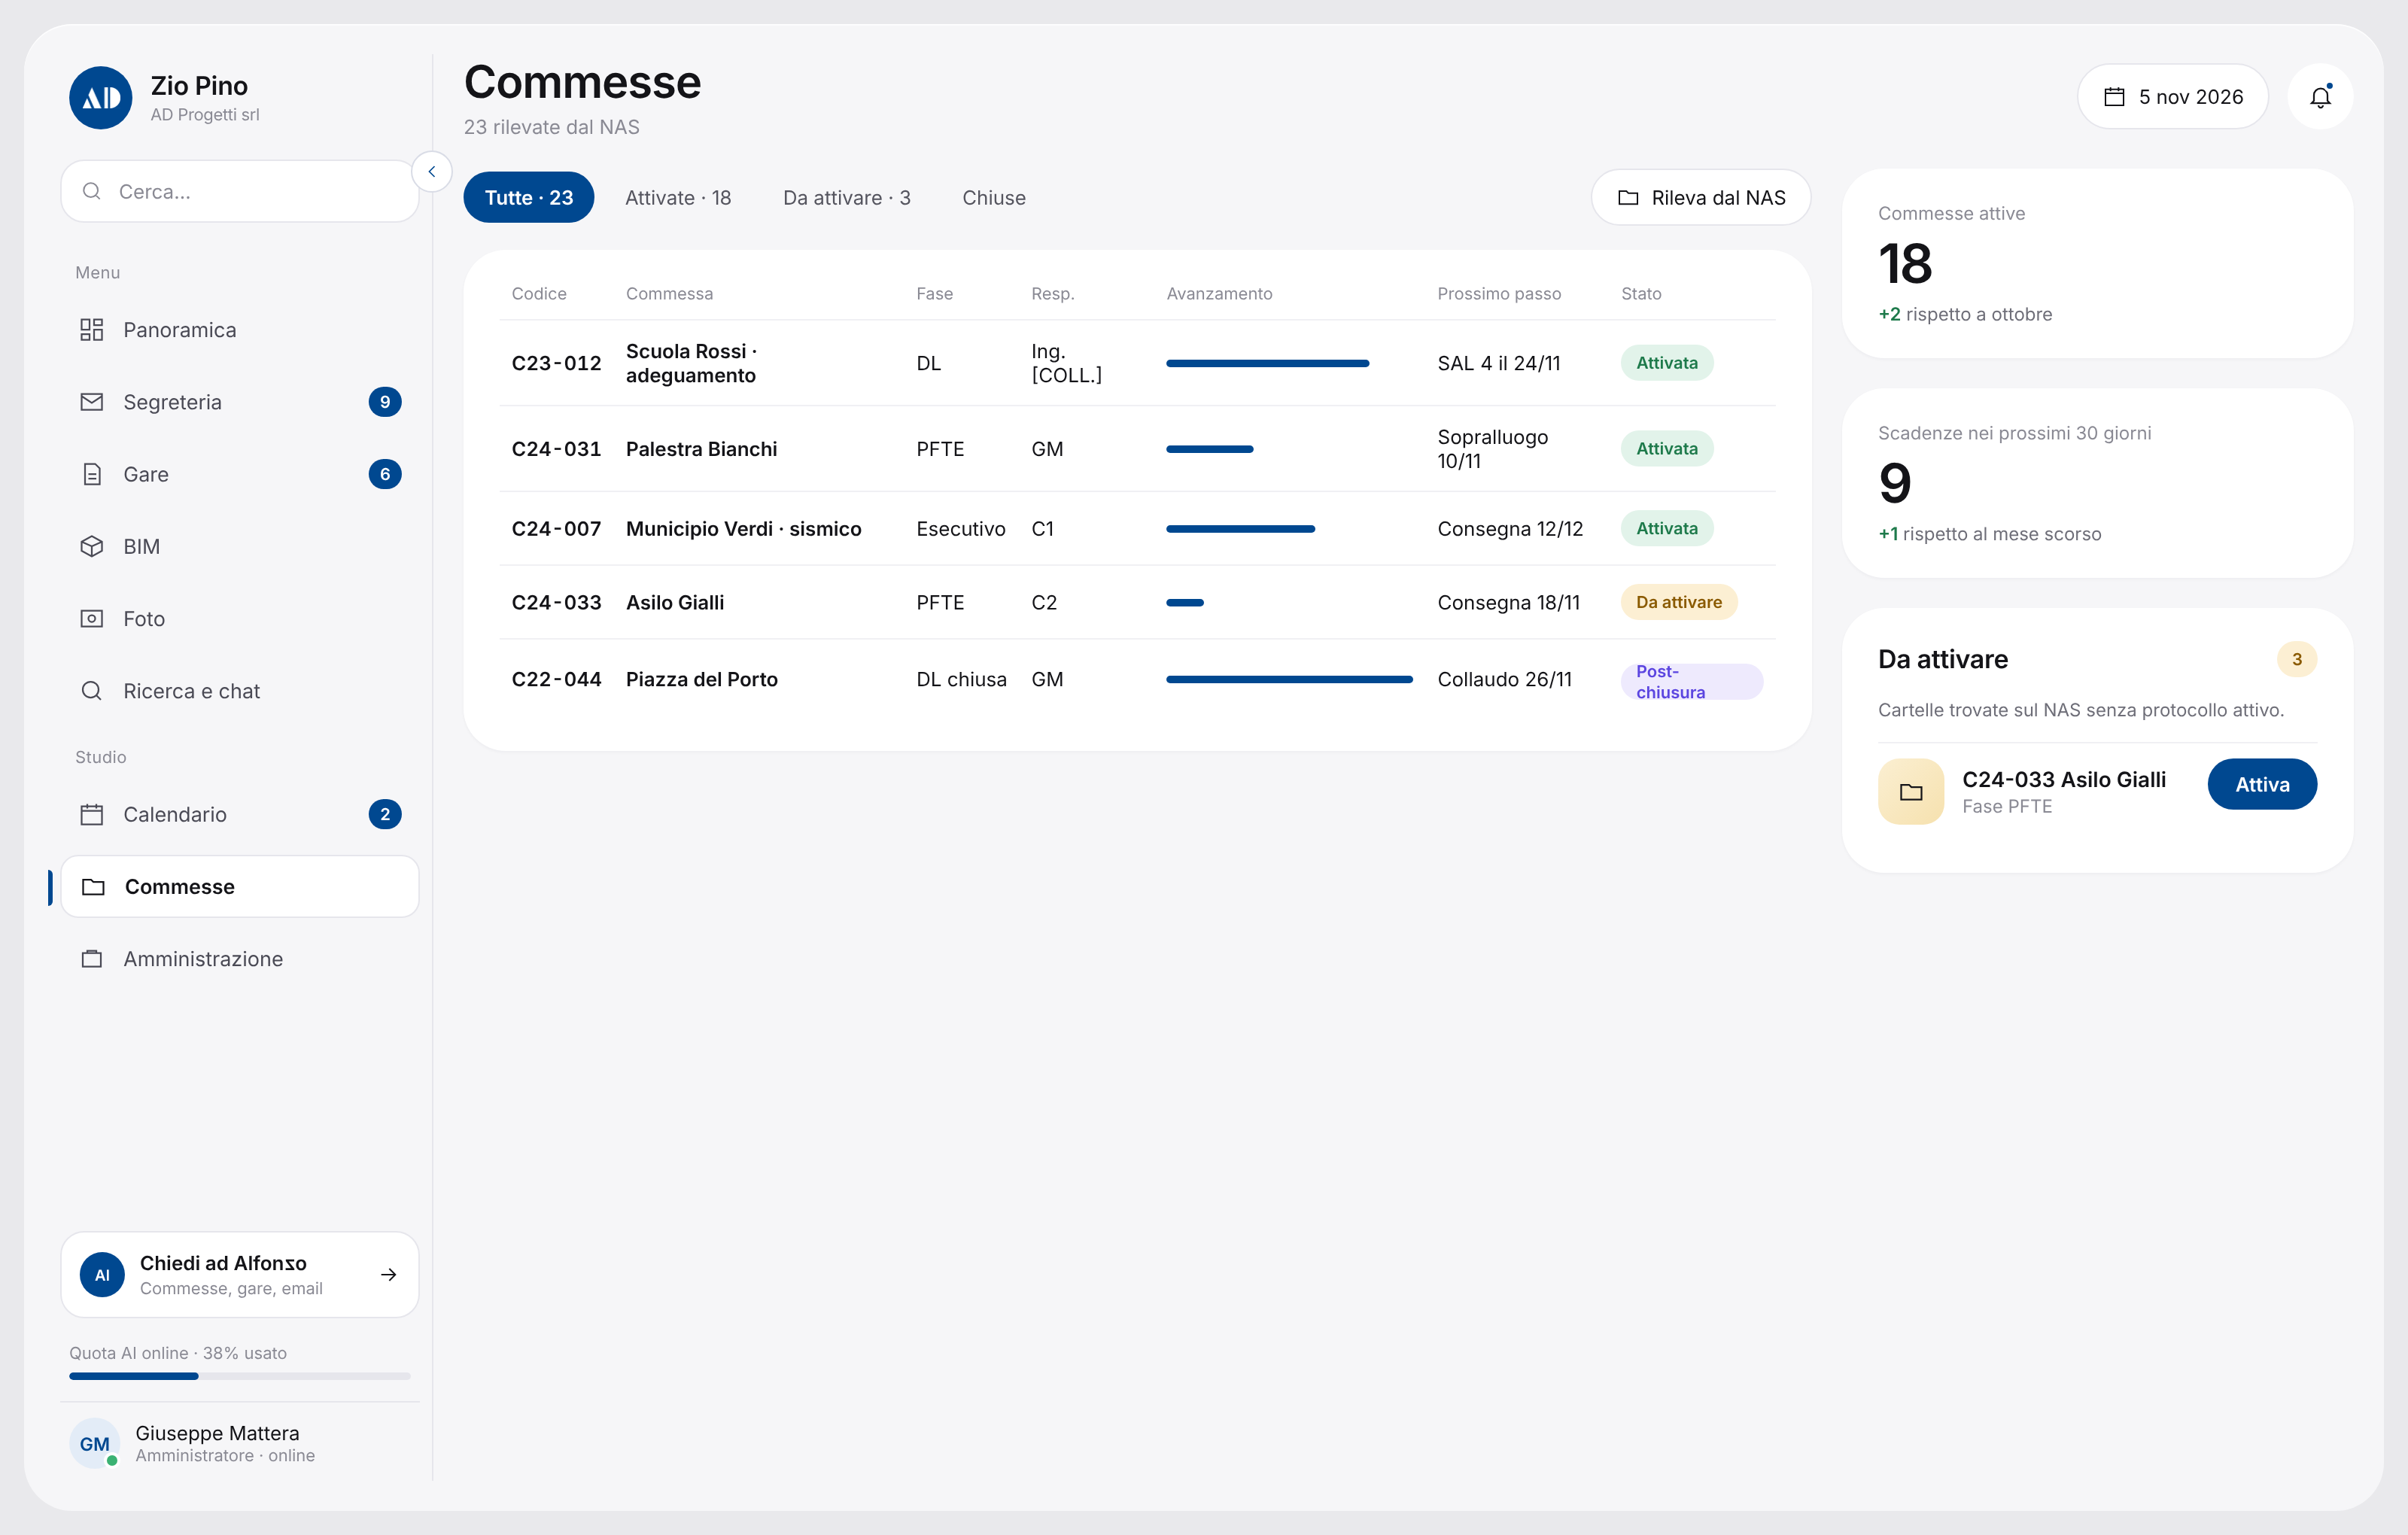 AD
Zio Pino
AD Progetti srl
Cerca...
Menu
Panoramica
Segreteria 9
Gare 6
BIM
Foto
Ricerca e chat
Studio
Calendario 2
Commesse
Amministrazione
AI
Chiedi ad Alfonzo
Commesse, gare, email
Quota AI online · 38% usato
GM
Giuseppe Mattera
Amministratore · online
Commesse
23 rilevate dal NAS
5 nov 2026
Tutte · 23 Attivate · 18 Da attivare · 3 Chiuse
Rileva dal NAS
Codice Commessa Fase Resp. Avanzamento Prossimo passo Stato
C23-012 Scuola Rossi · adeguamento DL Ing. [COLL.] SAL 4 il 24/11 Attivata
C24-031 Palestra Bianchi PFTE GM Sopralluogo 10/11 Attivata
C24-007 Municipio Verdi · sismico Esecutivo C1 Consegna 12/12 Attivata
C24-033 Asilo Gialli PFTE C2 Consegna 18/11 Da attivare
C22-044 Piazza del Porto DL chiusa GM Collaudo 26/11 Post-chiusura
Commesse attive
18
+2 rispetto a ottobre
Scadenze nei prossimi 30 giorni
9
+1 rispetto al mese scorso
Da attivare 3
Cartelle trovate sul NAS senza protocollo attivo.
C24-033 Asilo Gialli
Fase PFTE
Attiva